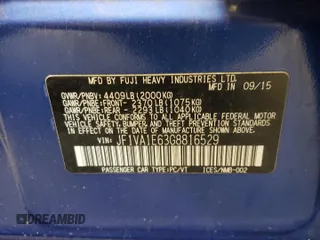 MFD BY FUJI HEAVY INDUSTRIES LTD. 09/15
GVWR/PNBV: 4409LB(2000KG)
GAWR/PNBE:FRONT- 2370LB(1075KG)
GAWR/PNBE:REAR - 2293LB(1040KG)
VIN: JF1VA1E63G8816529
THIS VEHICLE CONFORMS TO ALL APPLICABLE FEDERAL MOTOR
VEHICLE SAFETY, BUMPER, AND THEFT PREVENTION STANDARDS
IN EFFECT ON THE DATE OF MANUFACTURE SHOWN ABOVE.
PASSENGER CAR TYPE:PC/VT ICES/NMB-002
DREAMBID